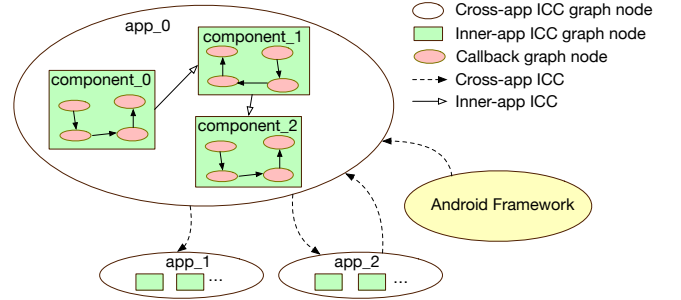 app_0
component_0
component_1
component_2
Cross-app ICC graph node
Inner-app ICC graph node
Callback graph node
Cross-app ICC
Inner-app ICC
Android Framework
app_1
...
app_2
...